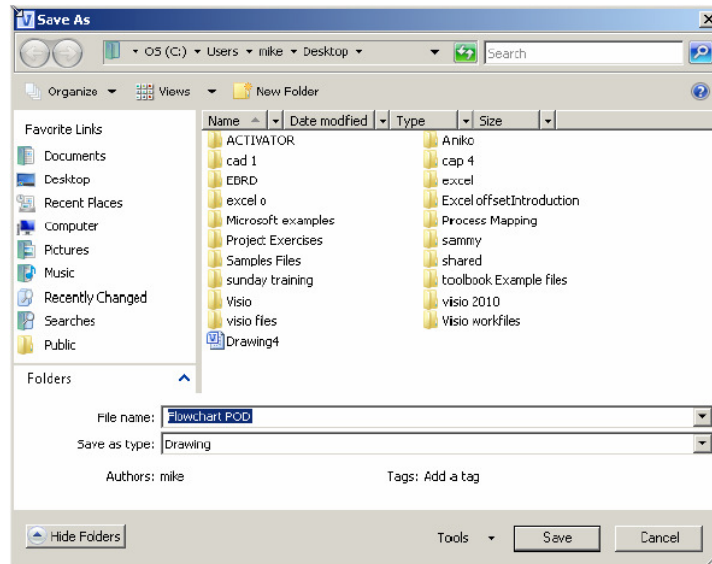 Save As
OS (C:) Users mike Desktop Search
Organize Views New Folder
Favorite Links
Documents
Desktop
Recent Places
Computer
Pictures
Music
Recently Changed
Searches
Public
Folders
Name Date modified Type Size
ACTIVATOR Aniko
cad 1 cap 4
EBRD excel
excel o Excel offsetIntroduction
Microsoft examples Process Mapping
Project Exercises sammy
Samples Files shared
sunday training toolbook Example files
Visio visio 2010
visio files Visio workfiles
Drawing4
File name: Flowchart POD
Save as type: Drawing
Authors: mike Tags: Add a tag
Hide Folders Tools Save Cancel